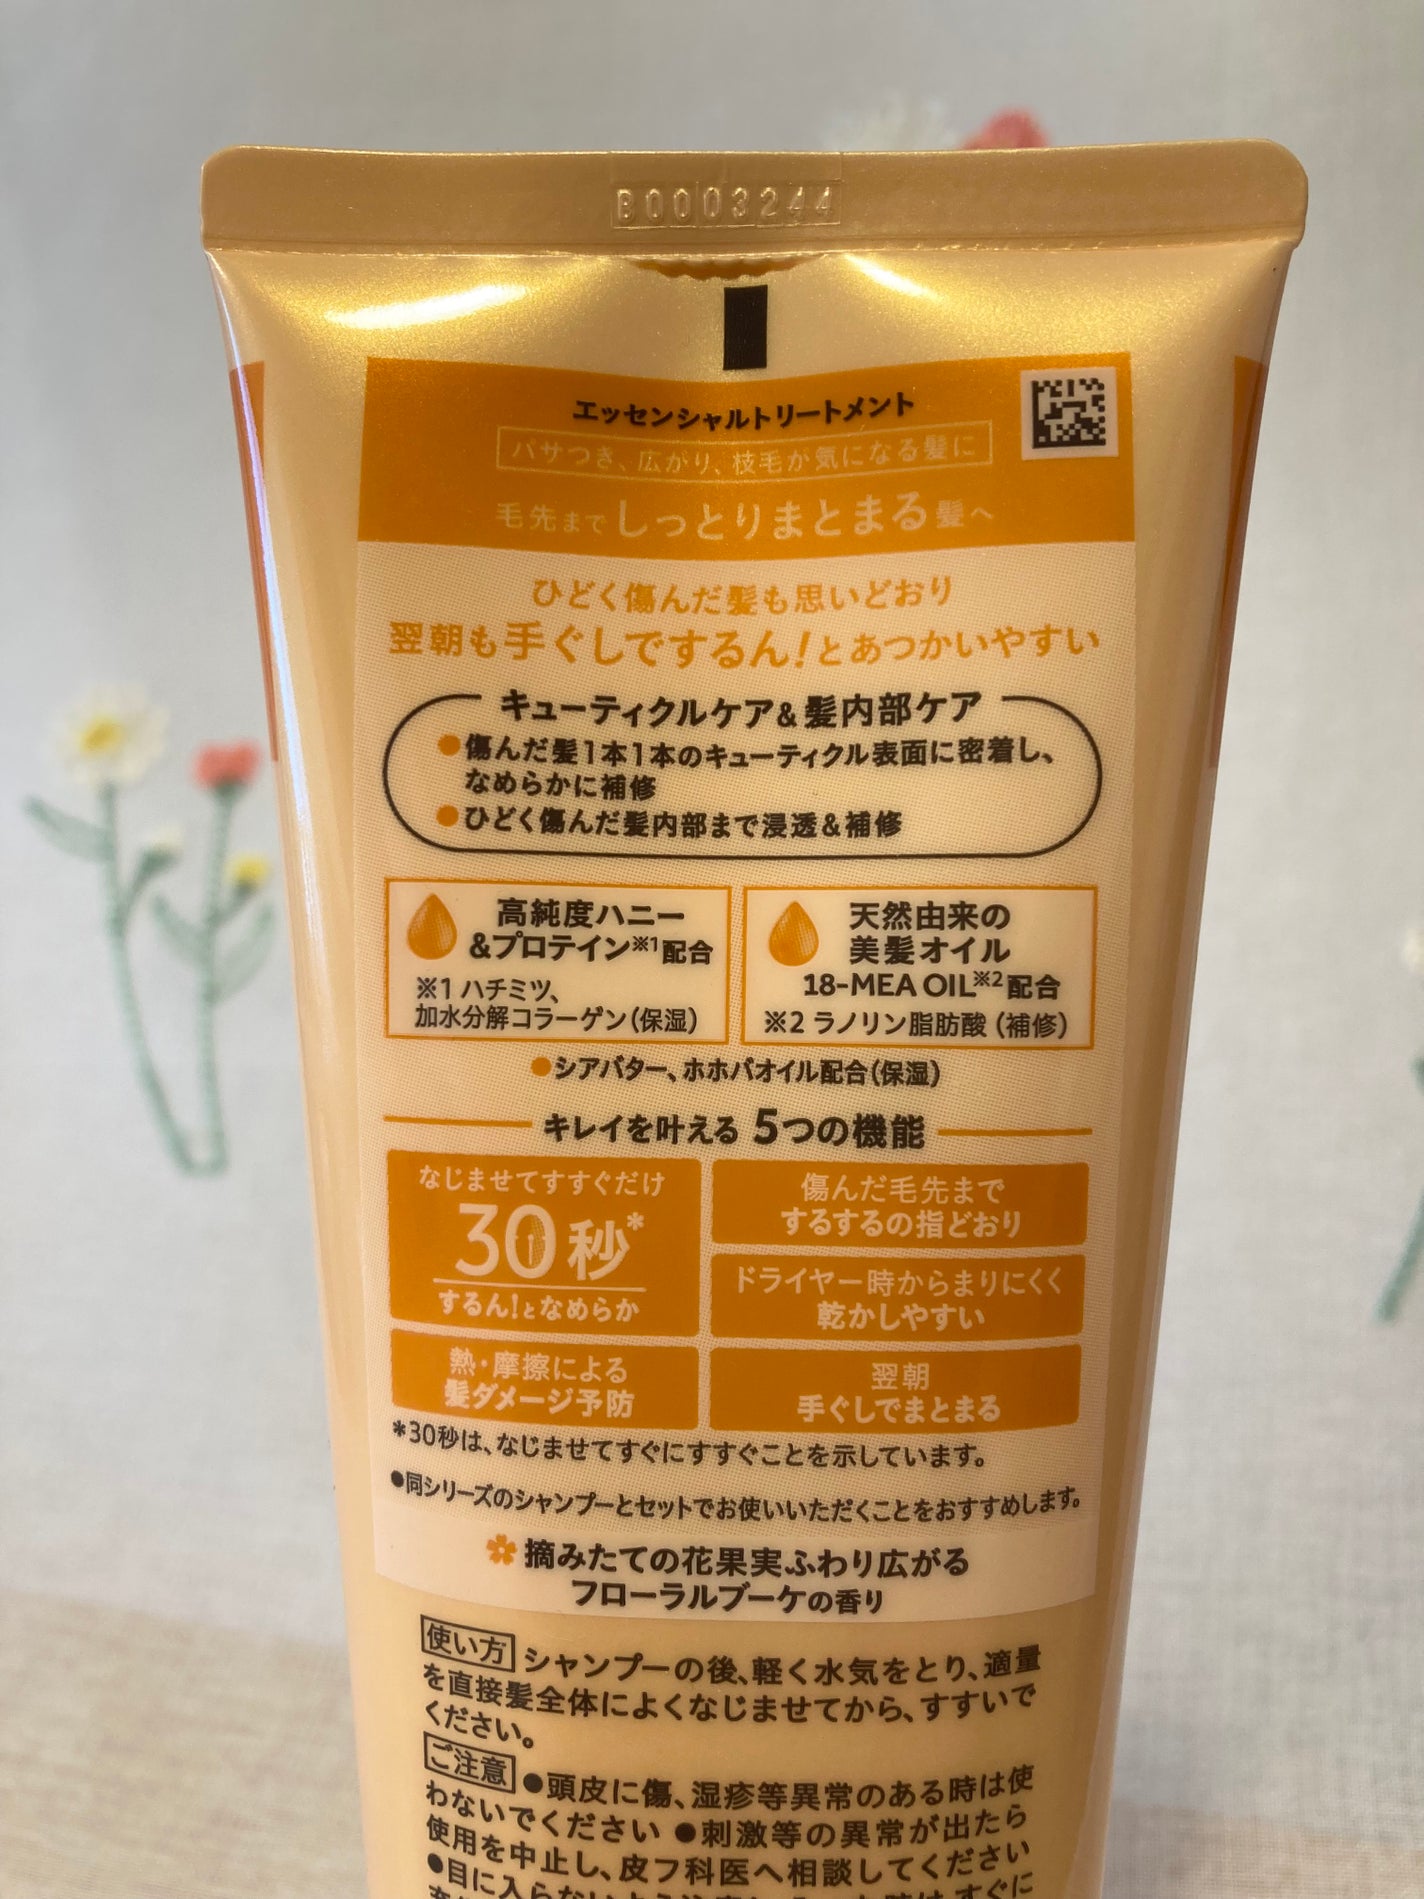 B0003244
エッセンシャルトリートメント
パサつき、広がり、枝毛が気になる髪に
毛先までしっとりまとまる髪へ
ひどく傷んだ髪も思いどおり
翌朝も手ぐしでするん!とあつかいやすい
キューティクルケア&髪内部ケア
●傷んだ髪1本1本のキューティクル表面に密着し、
なめらかに補修
●ひどく傷んだ髪内部まで浸透&補修
高純度ハニー
&プロテイン※1配合
※1 ハチミツ、
加水分解コラーゲン(保湿)
天然由来の
美髪オイル
18-MEA OIL※2配合
※2 ラノリン脂肪酸(補修)
●シアバター、ホホバオイル配合(保湿)
キレイを叶える 5つの機能
なじませてすすぐだけ
30秒*
するん!となめらか
傷んだ毛先まで
するするの指どおり
ドライヤー時からまりにくく
乾かしやすい
熱・摩擦による
髪ダメージ予防
翌朝
手ぐしでまとまる
*30秒は、なじませてすぐにすすぐことを示しています。
●同シリーズのシャンプーとセットでお使いいただくことをおすすめします。
摘みたての花果実ふわり広がる
フローラルブーケの香り
使い方 シャンプーの後、軽く水気をとり、適量
を直接髪全体によくなじませてから、すすいで
ください。
ご注意 ●頭皮に傷、湿疹等異常のある時は使
わないでください ●刺激等の異常が出たら
使用を中止し、皮フ科医へ相談してください
●目に入らないよう